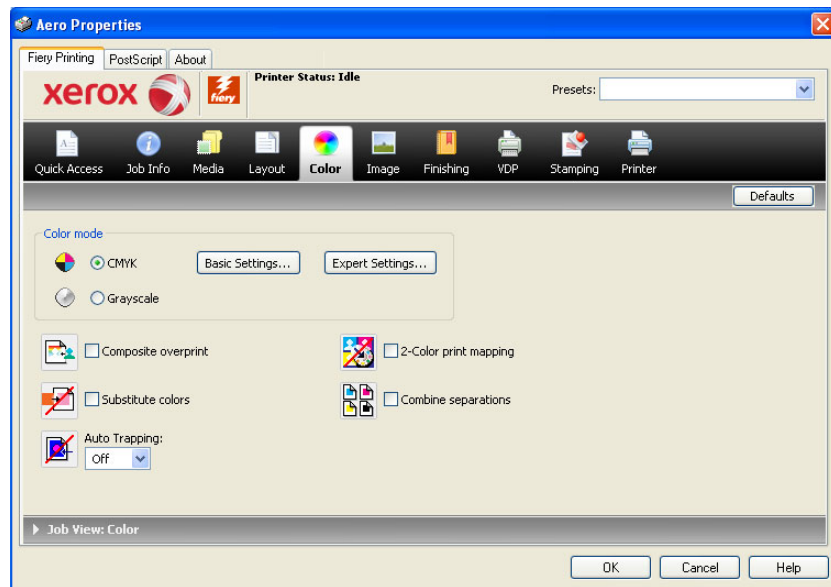 Aero Properties
Fiery Printing PostScript About
xerox fiery Printer Status: Idle Presets:
Quick Access Job Info Media Layout Color Image Finishing VDP Stamping Printer
Defaults
Color mode
CMYK Basic Settings... Expert Settings...
Grayscale
Composite overprint 2-Color print mapping
Substitute colors Combine separations
Auto Trapping:
Off
Job View: Color
OK Cancel Help